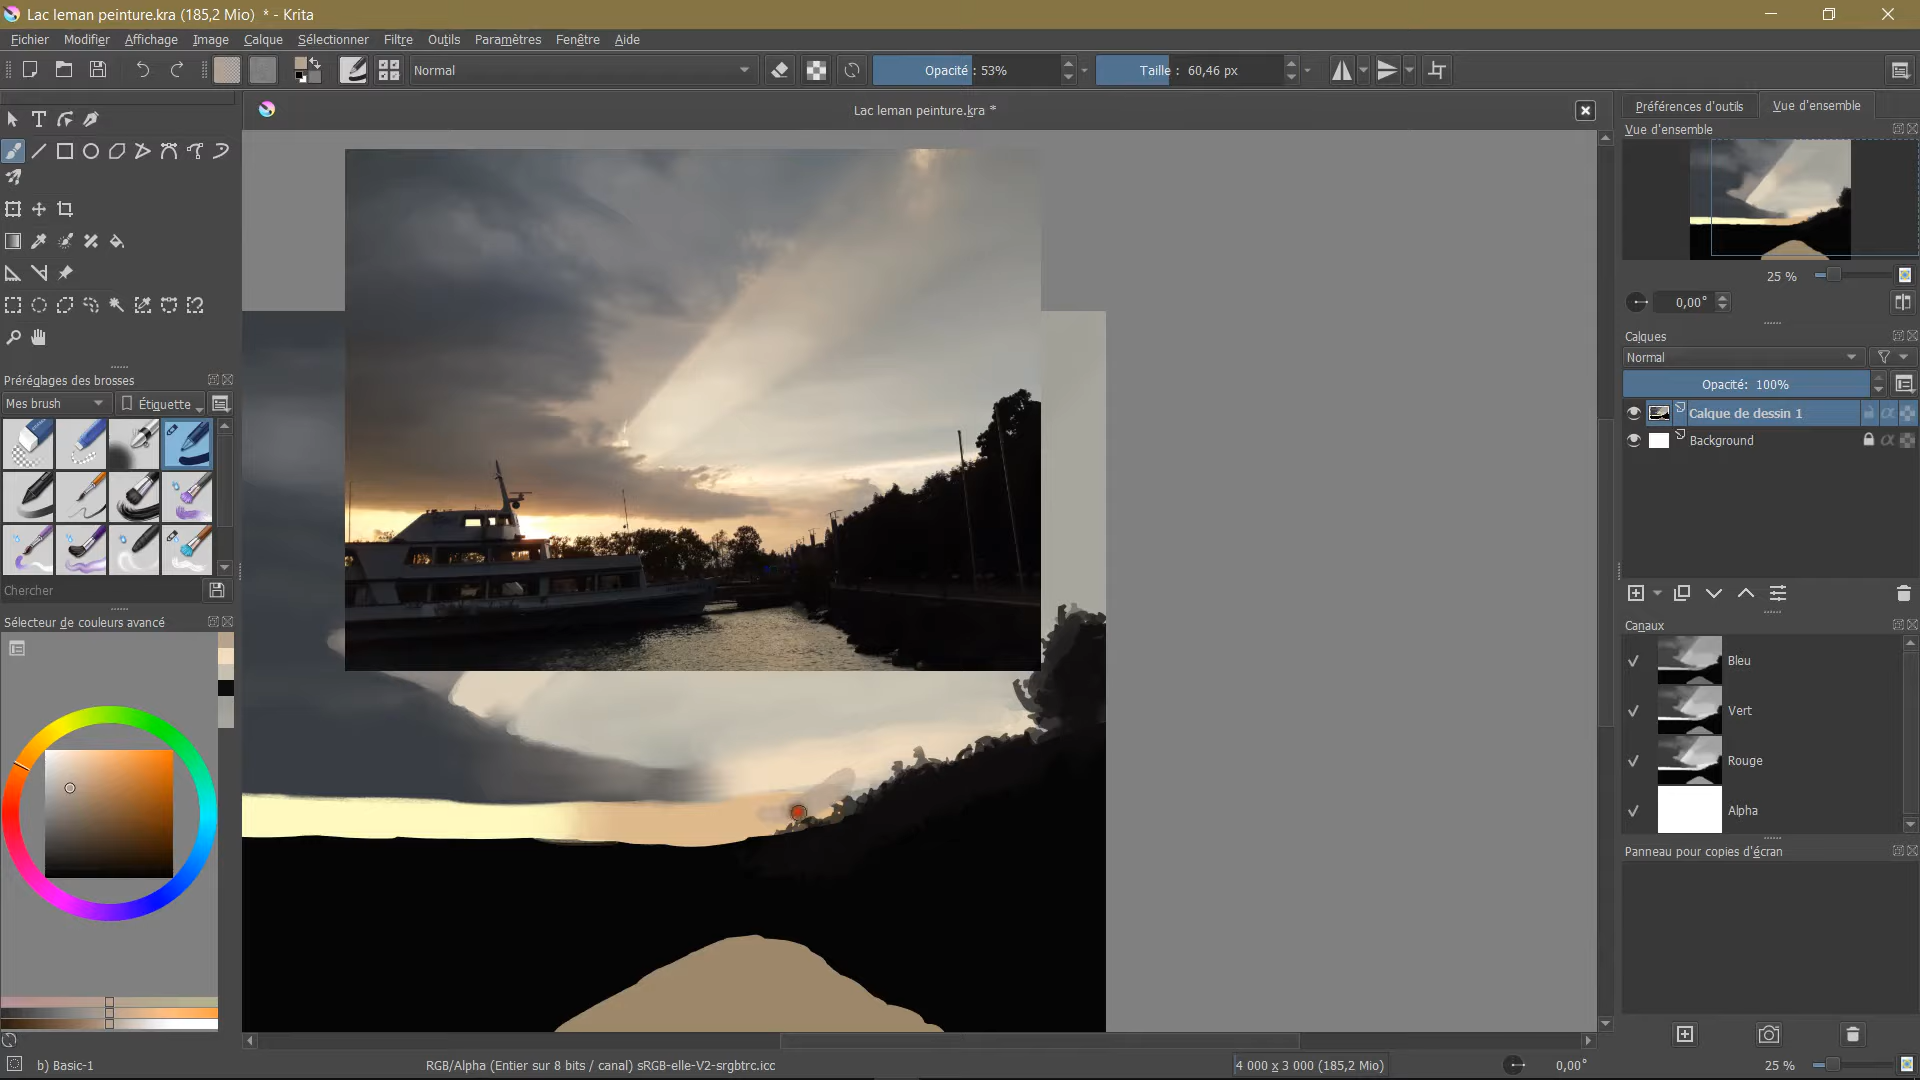 Lac leman peinture.kra (185,2 Mio) * - Krita
Fichier Modifier Affichage Image Calque Sélectionner Filtre Outils Paramètres Fenêtre Aide
Normal Opacité : 53% Taille : 60,46 px
Lac leman peinture.kra *
Préférences d'outils Vue d'ensemble
Vue d'ensemble
25 %
0,00°
Calques
Normal
Opacité: 100%
Calque de dessin 1
Background
Préréglages des brosses
Mes brush Étiquette
Chercher
Sélecteur de couleurs avancé
Canaux
Bleu
Vert
Rouge
Alpha
Panneau pour copies d'écran
b) Basic-1
RGB/Alpha (Entier sur 8 bits / canal) sRGB-elle-V2-srgbtrc.icc
4 000 x 3 000 (185,2 Mio)
0,00°
25 %